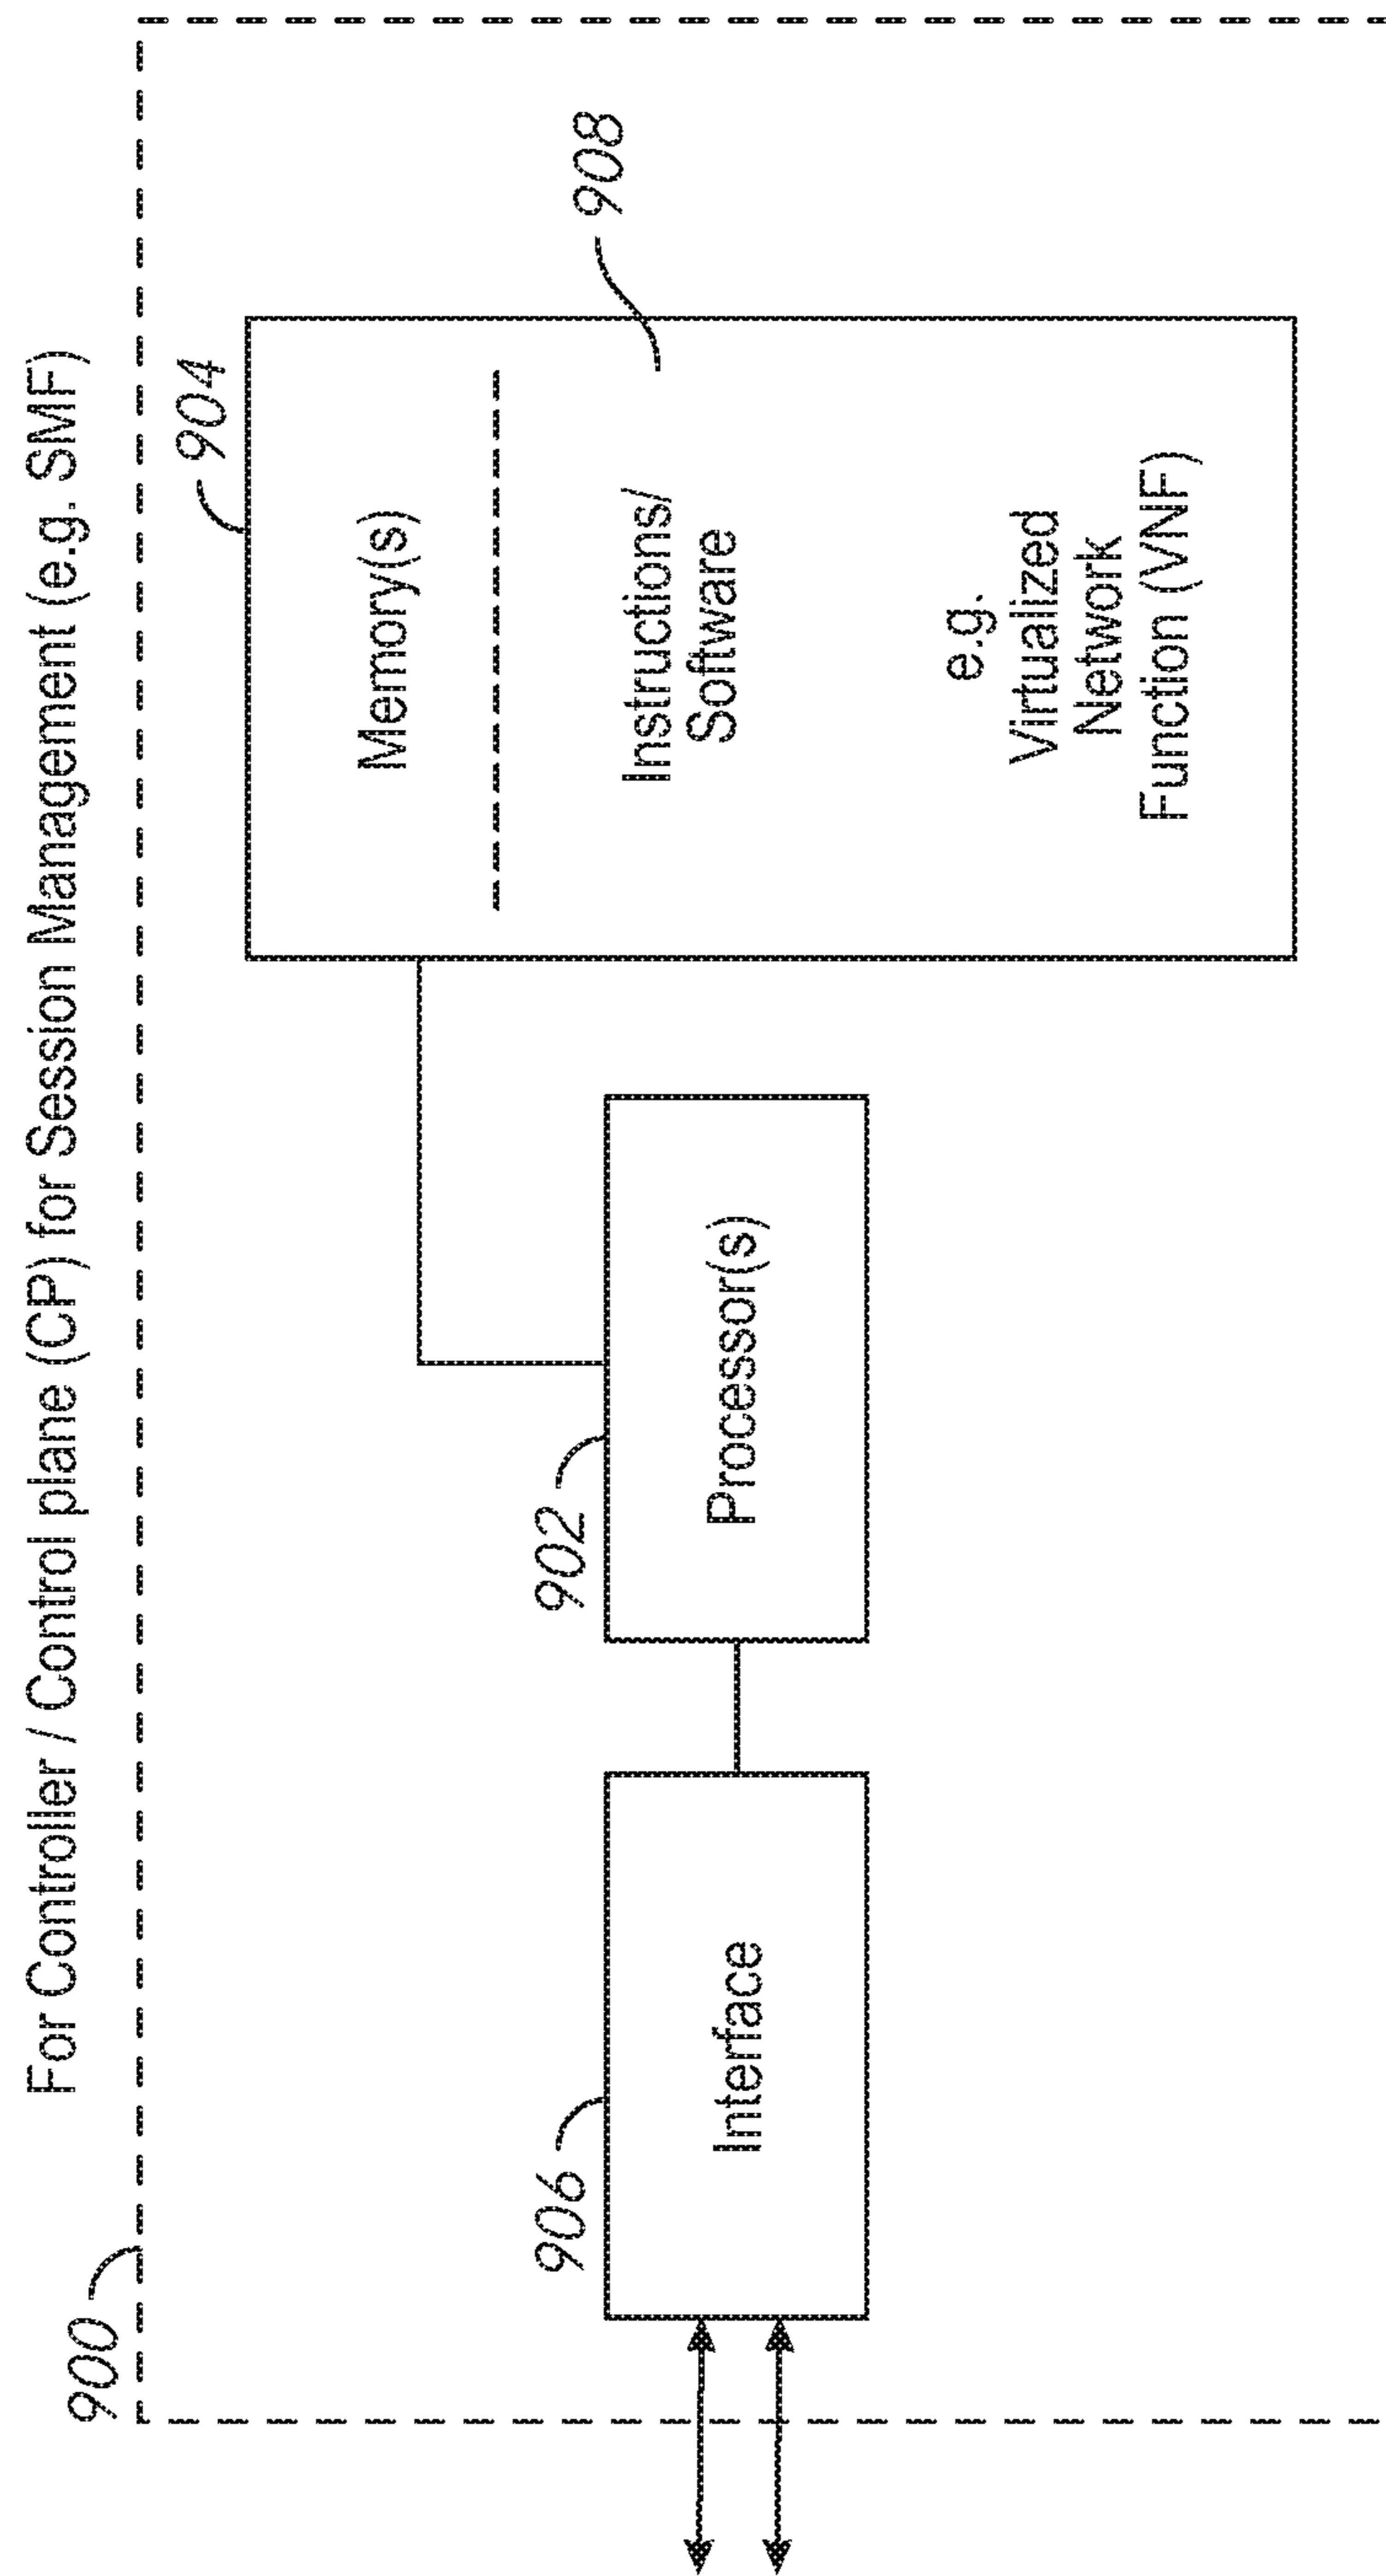 For Controller / Control plane (CP) for Session Management (e.g. SMF)
900
904
Memory(s)
908
Instructions/
Software
e.g.
Virtualized
Network
Function (VNF)
902
Processor(s)
906
Interface